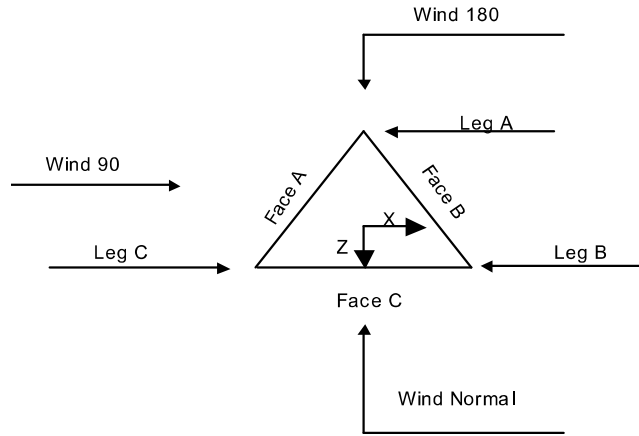 Wind 180
Leg A
Wind 90
Face A
Face B
X
Z
Leg C
Leg B
Face C
Wind Normal